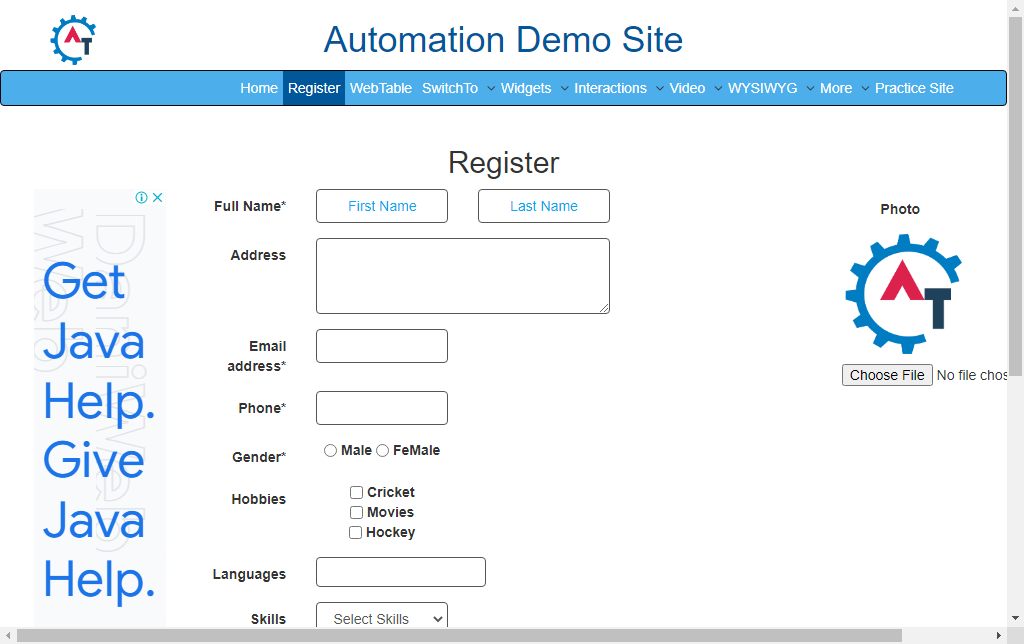 AT
Automation Demo Site
Home Register WebTable SwitchTo Widgets Interactions Video WYSIWYG More Practice Site
Register
Full Name* First Name Last Name
Photo
Address
AT
Email
address*
Choose File No file chos
Phone*
Gender* Male FeMale
Hobbies Cricket
Movies
Hockey
Languages
Skills Select Skills
Get
Java
Help.
Give
Java
Help.